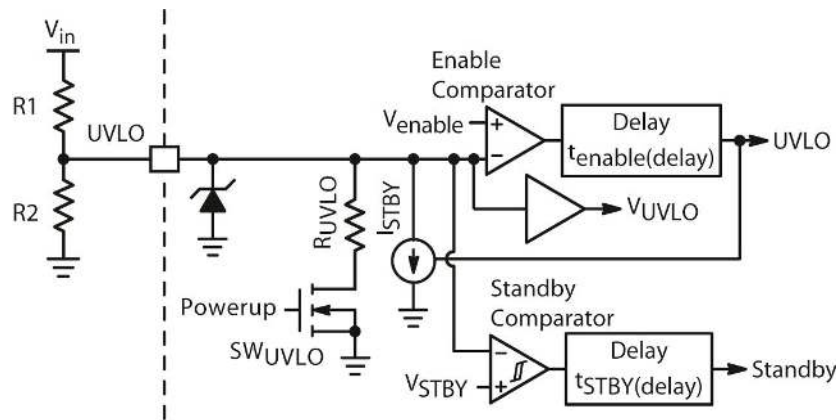 Vin
R1
UVLO
R2
Enable
Comparator
Venable
+
−
Delay
tenable(delay)
UVLO
VUVLO
RUVLO
ISTBY
Powerup
SWUVLO
Standby
Comparator
−
VSTBY
+
Delay
tSTBY(delay)
Standby